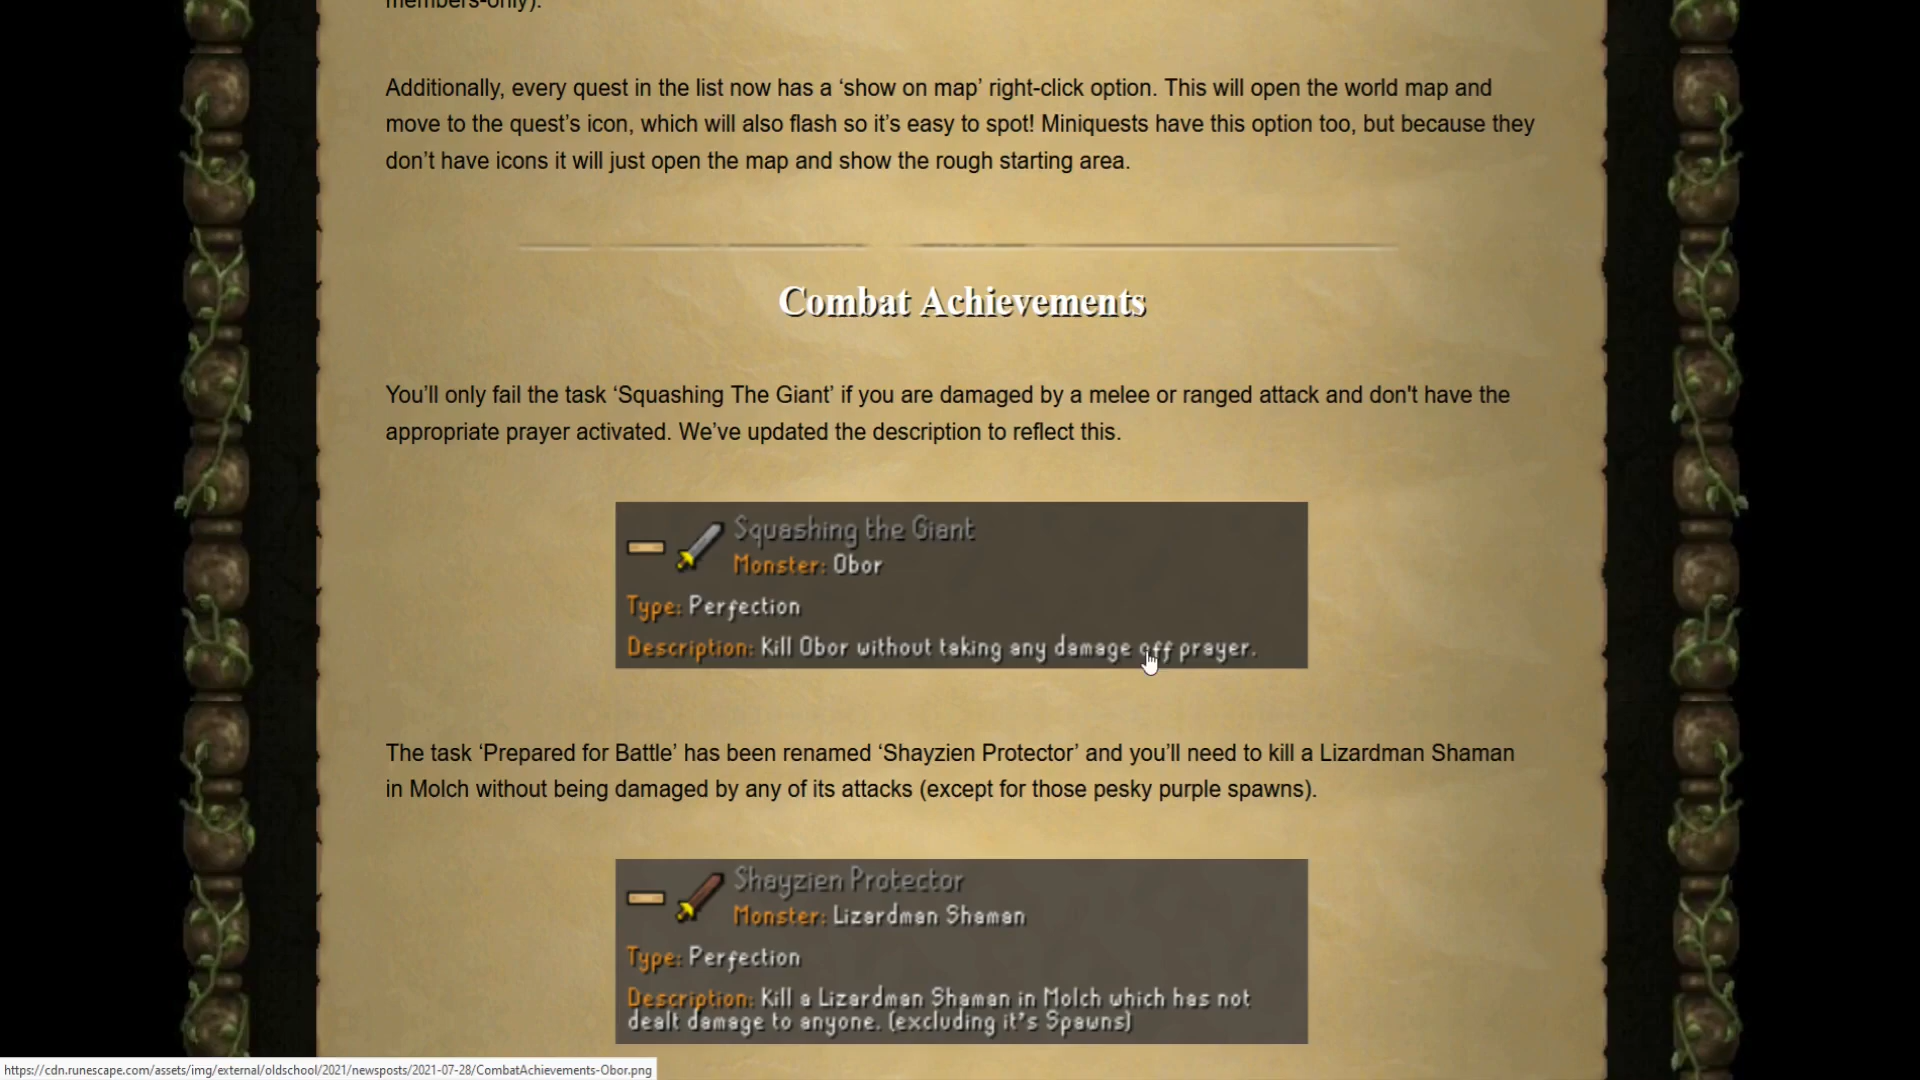 members-only).
Additionally, every quest in the list now has a ‘show on map’ right-click option. This will open the world map and
move to the quest’s icon, which will also flash so it’s easy to spot! Miniquests have this option too, but because they
don’t have icons it will just open the map and show the rough starting area.
Combat Achievements
You’ll only fail the task ‘Squashing The Giant’ if you are damaged by a melee or ranged attack and don't have the
appropriate prayer activated. We’ve updated the description to reflect this.
Squashing the Giant
Monster: Obor
Type: Perfection
Description: Kill Obor without taking any damage off prayer.
The task ‘Prepared for Battle’ has been renamed ‘Shayzien Protector’ and you’ll need to kill a Lizardman Shaman
in Molch without being damaged by any of its attacks (except for those pesky purple spawns).
Shayzien Protector
Monster: Lizardman Shaman
Type: Perfection
Description: Kill a Lizardman Shaman in Molch which has not
dealt damage to anyone. (excluding it's Spawns)
https://cdn.runescape.com/assets/img/external/oldschool/2021/newsposts/2021-07-28/CombatAchievements-Obor.png